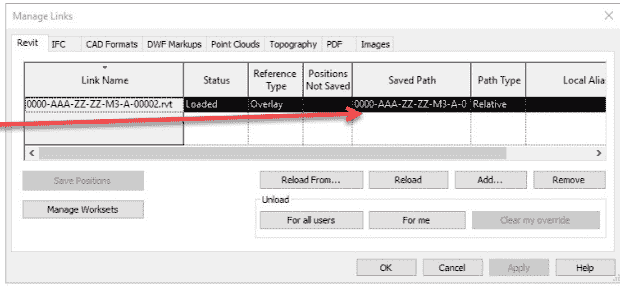 Manage Links
Revit IFC CAD Formats DWF Markups Point Clouds Topography PDF Images
Link Name Status Reference Type Positions Not Saved Saved Path Path Type Local Alia
0000-AAA-ZZ-ZZ-M3-A-00002.rvt Loaded Overlay 0000-AAA-ZZ-ZZ-M3-A-0 Relative
Save Positions Reload From... Reload Add... Remove
Manage Worksets
Unload
For all users For me Clear my override
OK Cancel Apply Help